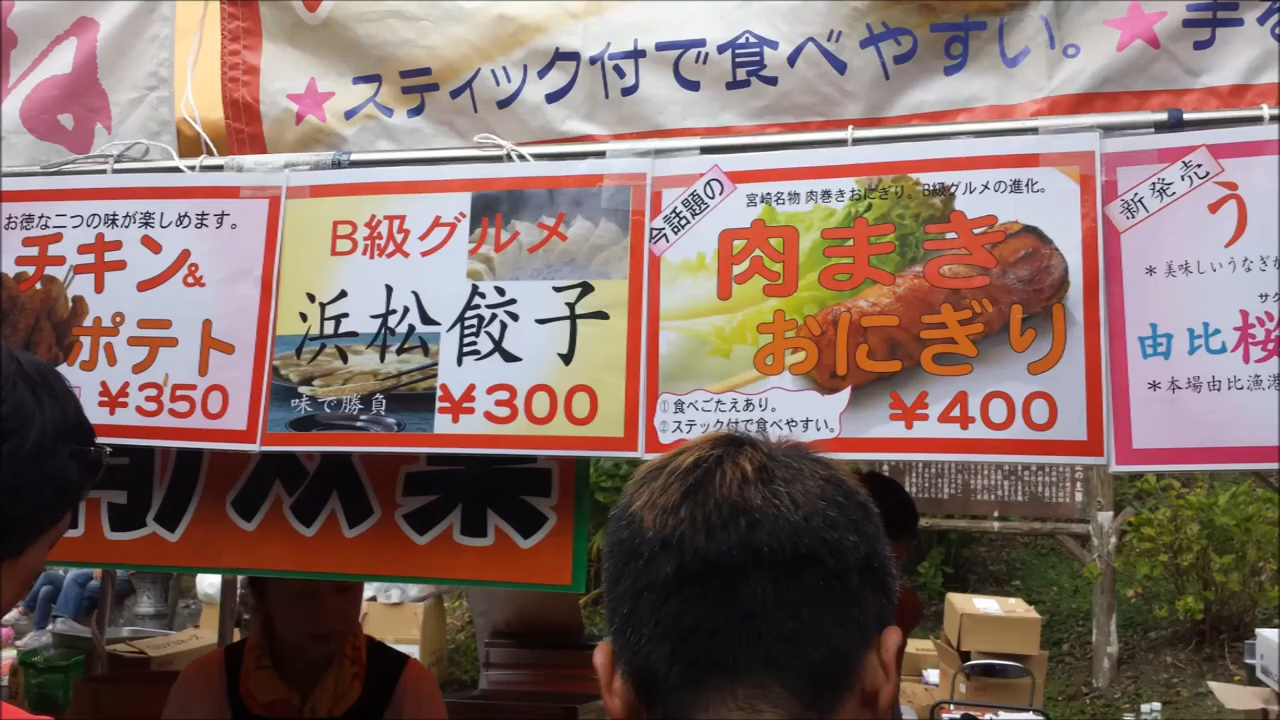 ★スティック付で食べやすい。★手
お徳な二つの味が楽しめます。
チキン&
ポテト
¥350
B級グルメ
浜松餃子
味で勝負
¥300
今話題の
宮崎名物 肉巻きおにぎり。B級グルメの進化。
肉まき
おにぎり
①食べごたえあり。
②スティック付で食べやすい。
¥400
新発売
う
*美味しいうなぎが
サク
由比桜
*本場由比漁港